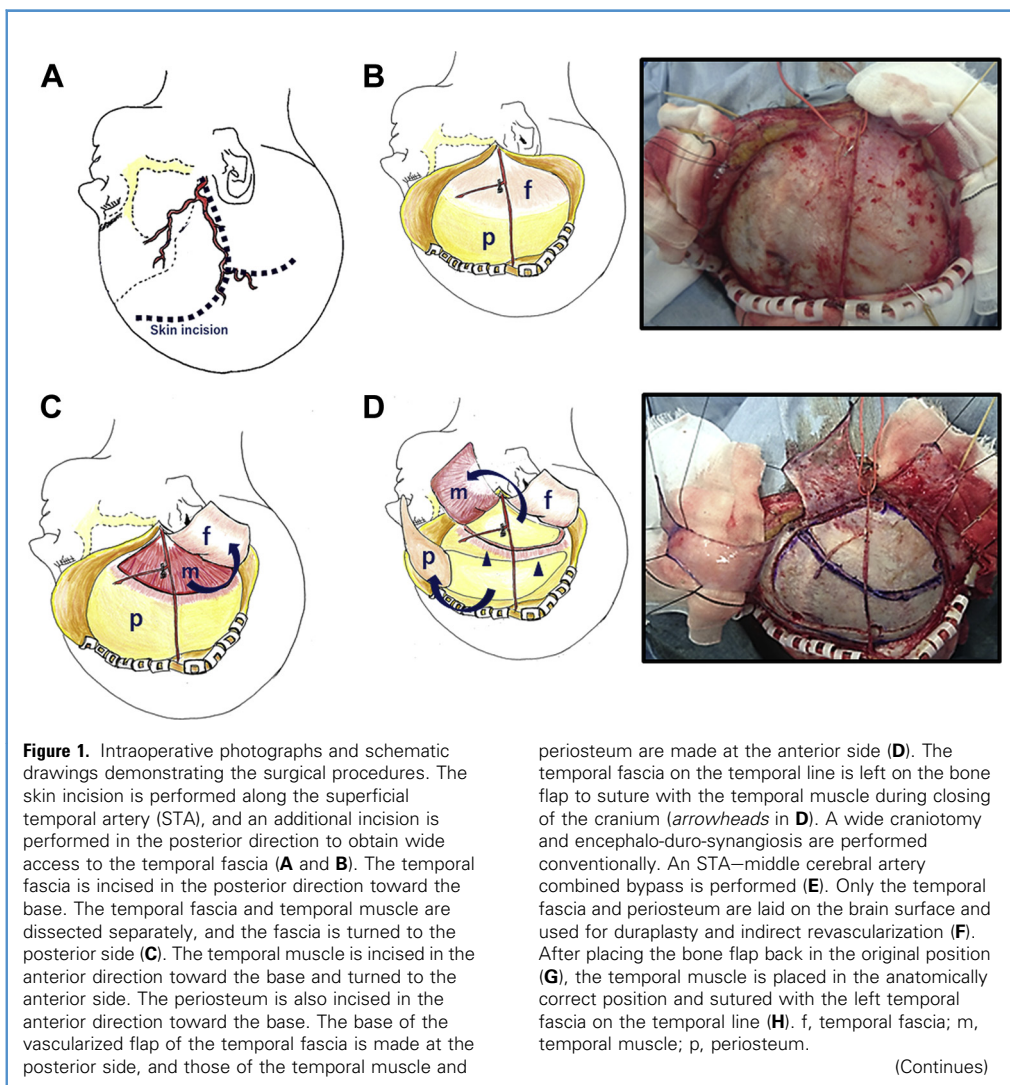 A
Skin incision
B
f
p
C
f
m
p
D
m
f
p
Figure 1. Intraoperative photographs and schematic
drawings demonstrating the surgical procedures. The
skin incision is performed along the superficial
temporal artery (STA), and an additional incision is
performed in the posterior direction to obtain wide
access to the temporal fascia (A and B). The temporal
fascia is incised in the posterior direction toward the
base. The temporal fascia and temporal muscle are
dissected separately, and the fascia is turned to the
posterior side (C). The temporal muscle is incised in the
anterior direction toward the base and turned to the
anterior side. The periosteum is also incised in the
anterior direction toward the base. The base of the
vascularized flap of the temporal fascia is made at the
posterior side, and those of the temporal muscle and
periosteum are made at the anterior side (D). The
temporal fascia on the temporal line is left on the bone
flap to suture with the temporal muscle during closing
of the cranium (arrowheads in D). A wide craniotomy
and encephalo-duro-synangiosis are performed
conventionally. An STA–middle cerebral artery
combined bypass is performed (E). Only the temporal
fascia and periosteum are laid on the brain surface and
used for duraplasty and indirect revascularization (F).
After placing the bone flap back in the original position
(G), the temporal muscle is placed in the anatomically
correct position and sutured with the left temporal
fascia on the temporal line (H). f, temporal fascia; m,
temporal muscle; p, periosteum.
(Continues)